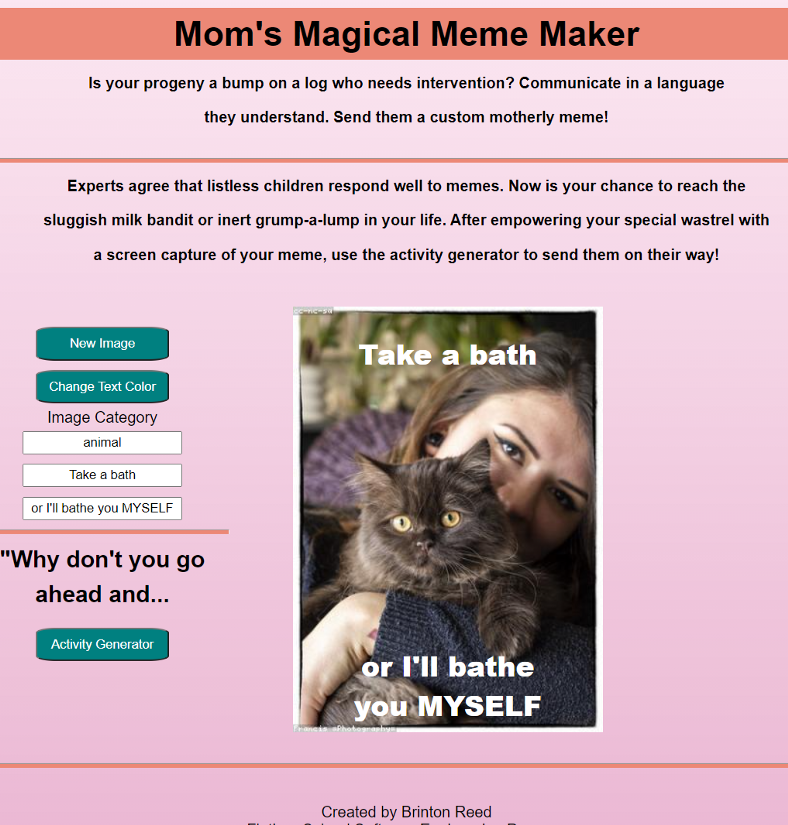 Mom's Magical Meme Maker
Is your progeny a bump on a log who needs intervention? Communicate in a language
they understand. Send them a custom motherly meme!
Experts agree that listless children respond well to memes. Now is your chance to reach the
sluggish milk bandit or inert grump-a-lump in your life. After empowering your special wastrel with
a screen capture of your meme, use the activity generator to send them on their way!
New Image
Change Text Color
Image Category
animal
Take a bath
or I'll bathe you MYSELF
"Why don't you go
ahead and...
Activity Generator
cc-nc-sa
Take a bath
or I'll bathe
you MYSELF
Created by Brinton Reed